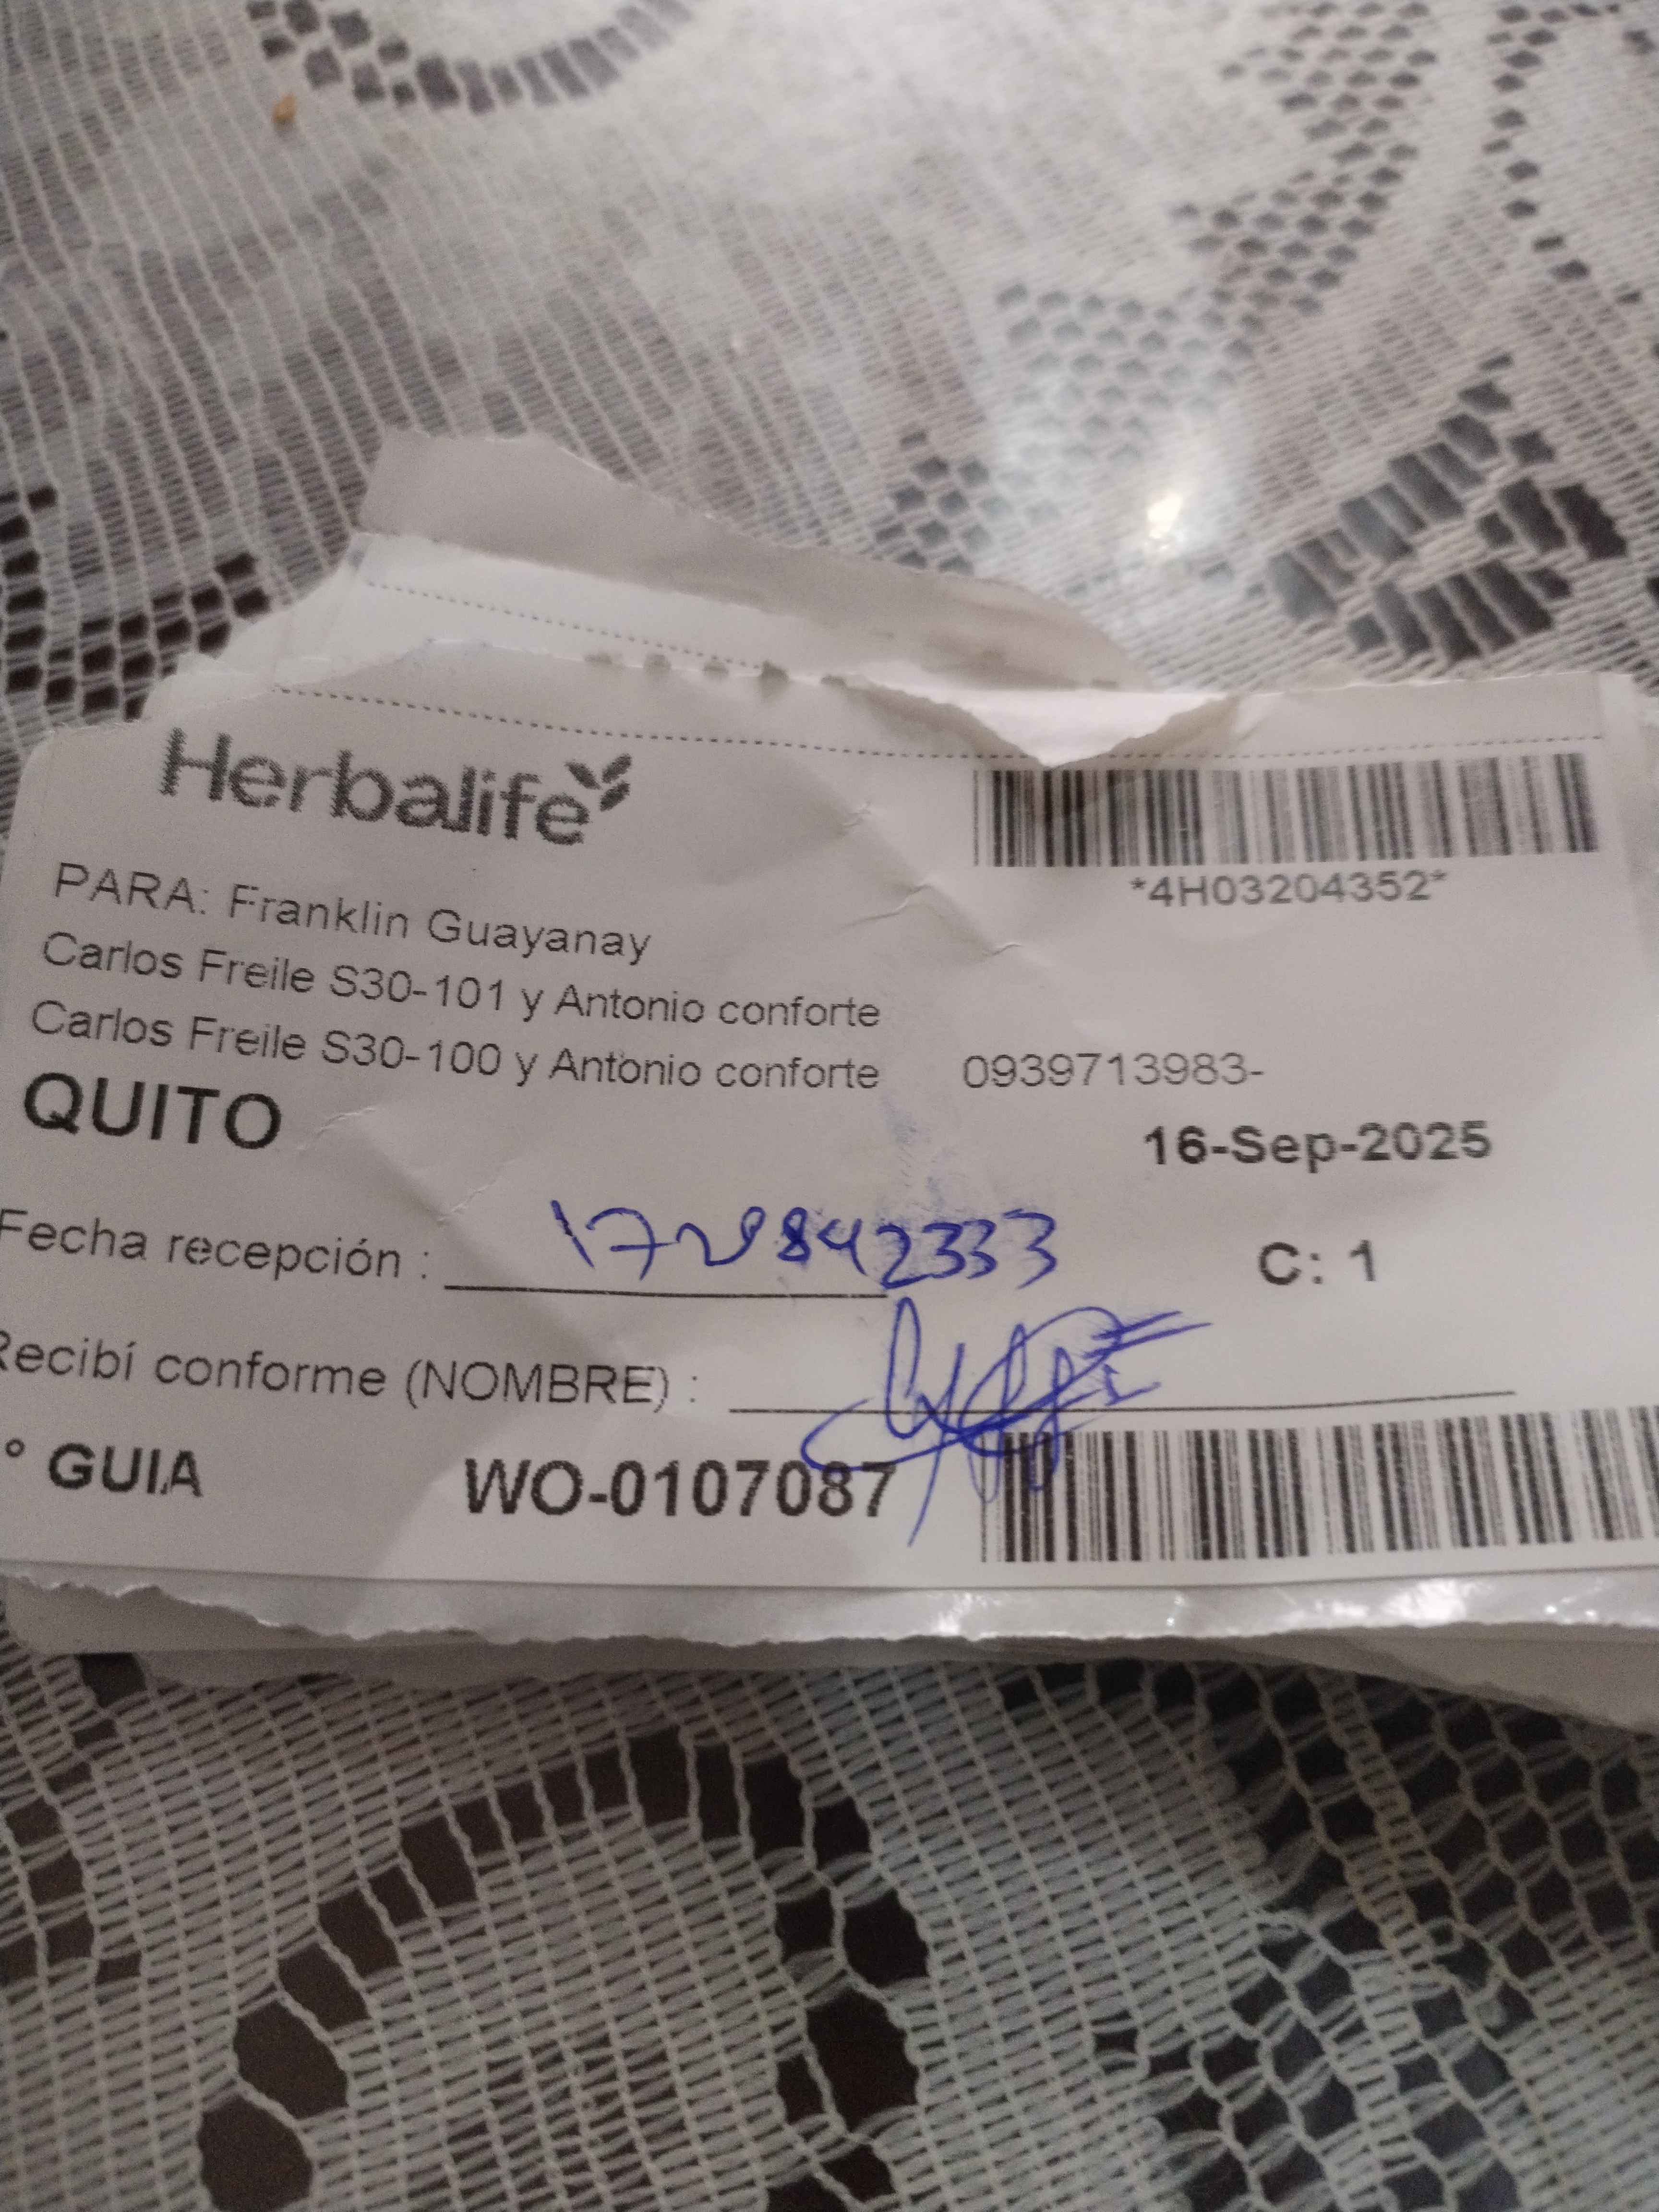 Herbalife
*4H03204352*
PARA: Franklin Guayanay
Carlos Freile S30-101 y Antonio conforte
Carlos Freile S30-100 y Antonio conforte 0939713983-
QUITO
16-Sep-2025
Fecha recepción : 1728842333
C: 1
Recibí conforme (NOMBRE) :
° GUIA WO-0107087